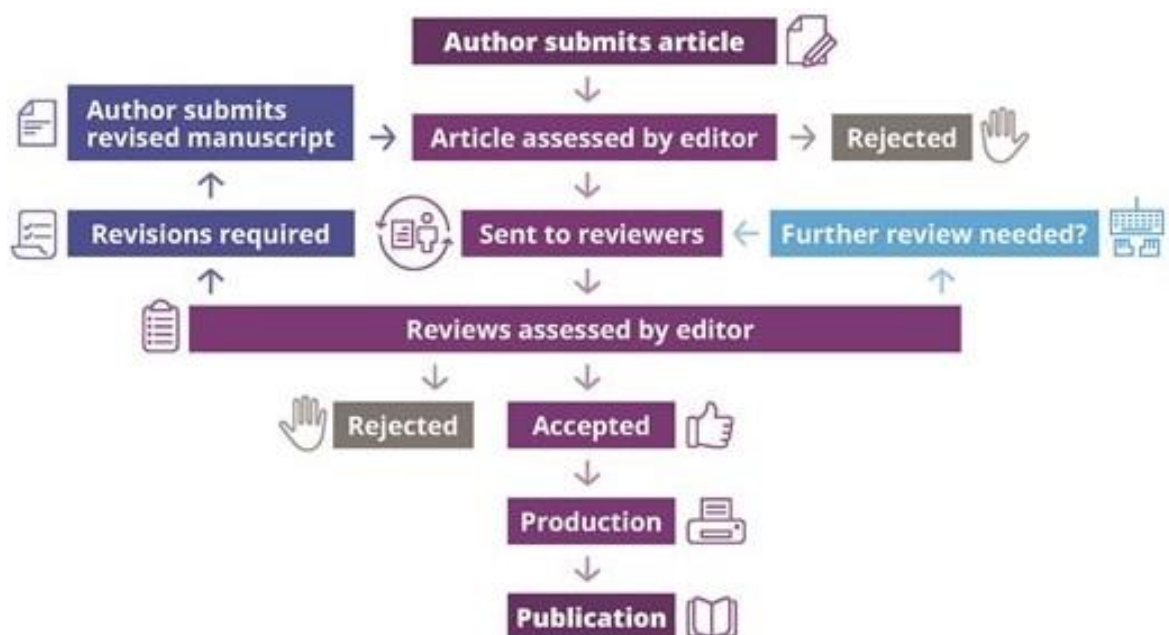 Author submits article
Author submits
revised manuscript
Article assessed by editor
Rejected
Revisions required
Sent to reviewers
Further review needed?
Reviews assessed by editor
Rejected
Accepted
Production
Publication